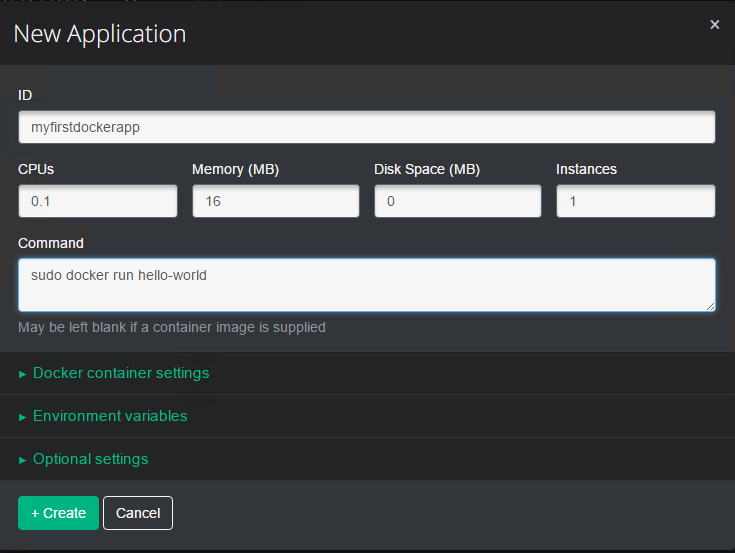 New Application
×
ID
myfirstdockerapp
CPUs Memory (MB) Disk Space (MB) Instances
0.1 16 0 1
Command
sudo docker run hello-world
May be left blank if a container image is supplied
► Docker container settings
► Environment variables
► Optional settings
+ Create Cancel